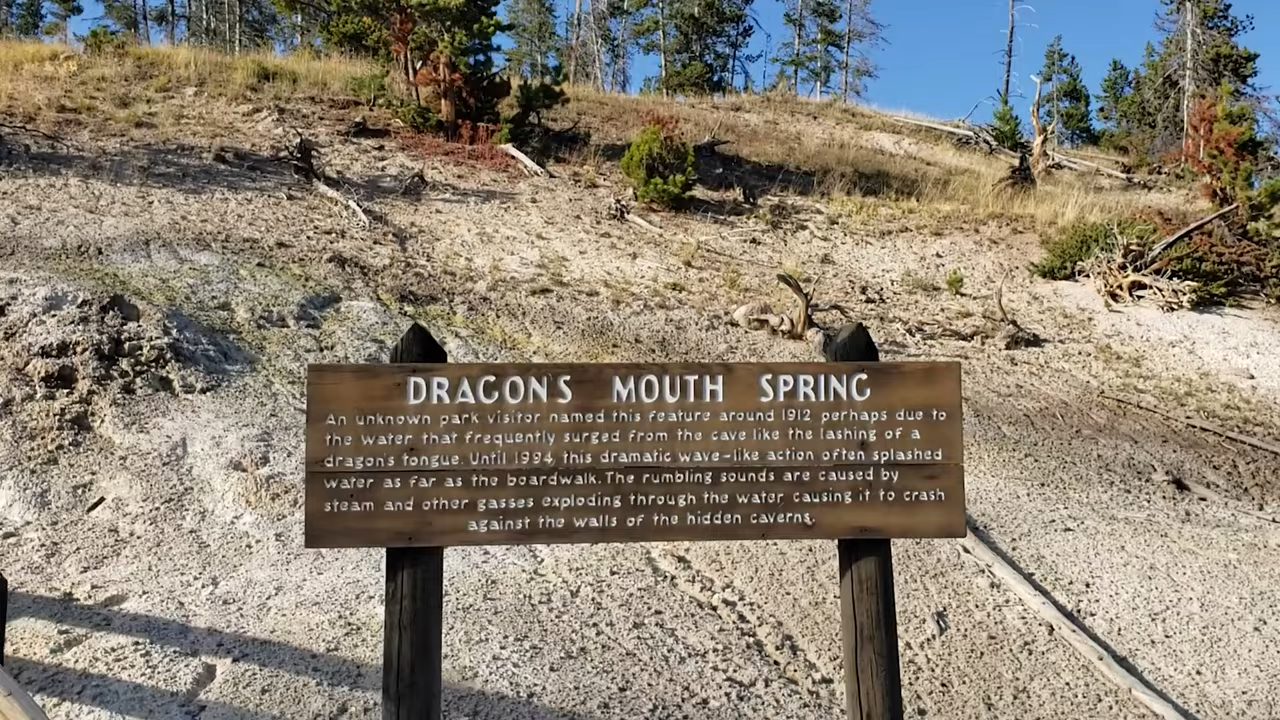 DRAGON'S MOUTH SPRING
An unknown park visitor named this feature around 1912 perhaps due to
the water that frequently surged from the cave like the lashing of a
dragon's tongue. Until 1994, this dramatic wave-like action often splashed
water as far as the boardwalk. The rumbling sounds are caused by
steam and other gasses exploding through the water causing it to crash
against the walls of the hidden caverns.